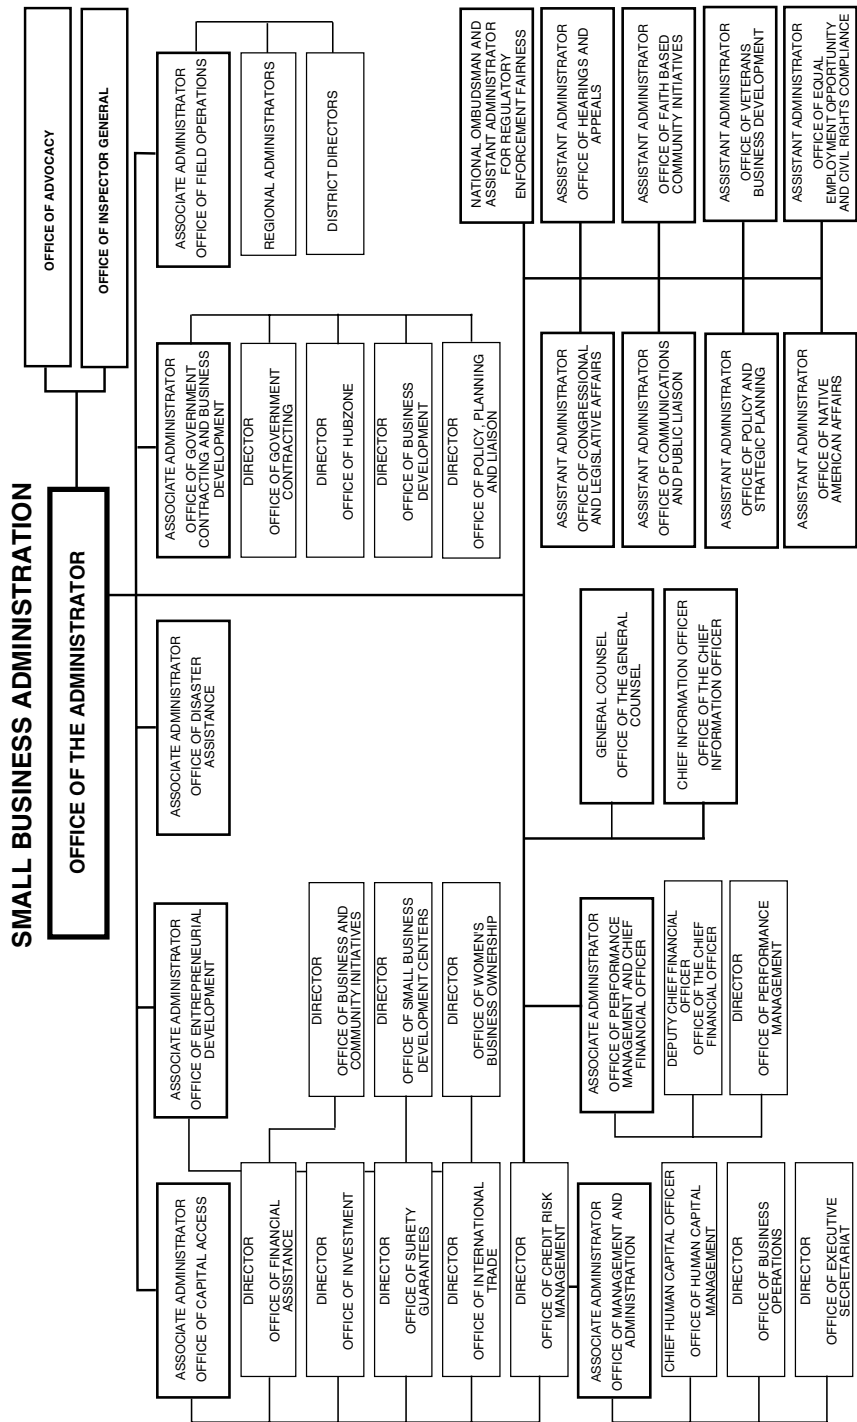 SMALL BUSINESS ADMINISTRATION
OFFICE OF THE ADMINISTRATOR
OFFICE OF ADVOCACY
OFFICE OF INSPECTOR GENERAL
ASSOCIATE ADMINISTRATOR
OFFICE OF CAPITAL ACCESS
DIRECTOR
OFFICE OF FINANCIAL
ASSISTANCE
DIRECTOR
OFFICE OF INVESTMENT
DIRECTOR
OFFICE OF SURETY
GUARANTEES
DIRECTOR
OFFICE OF INTERNATIONAL
TRADE
DIRECTOR
OFFICE OF CREDIT RISK
MANAGEMENT
ASSOCIATE ADMINISTRATOR
OFFICE OF ENTREPRENEURIAL
DEVELOPMENT
DIRECTOR
OFFICE OF BUSINESS AND
COMMUNITY INITIATIVES
DIRECTOR
OFFICE OF SMALL BUSINESS
DEVELOPMENT CENTERS
DIRECTOR
OFFICE OF WOMEN'S
BUSINESS OWNERSHIP
ASSOCIATE ADMINISTRATOR
OFFICE OF DISASTER
ASSISTANCE
ASSOCIATE ADMINISTRATOR
OFFICE OF GOVERNMENT
CONTRACTING AND BUSINESS
DEVELOPMENT
DIRECTOR
OFFICE OF GOVERNMENT
CONTRACTING
DIRECTOR
OFFICE OF HUBZONE
DIRECTOR
OFFICE OF BUSINESS
DEVELOPMENT
DIRECTOR
OFFICE OF POLICY, PLANNING
AND LIAISON
ASSOCIATE ADMINISTRATOR
OFFICE OF FIELD OPERATIONS
REGIONAL ADMINISTRATORS
DISTRICT DIRECTORS
ASSOCIATE ADMINISTRATOR
OFFICE OF MANAGEMENT AND
ADMINISTRATION
CHIEF HUMAN CAPITAL OFFICER
OFFICE OF HUMAN CAPITAL
MANAGEMENT
DIRECTOR
OFFICE OF BUSINESS
OPERATIONS
DIRECTOR
OFFICE OF EXECUTIVE
SECRETARIAT
ASSOCIATE ADMINISTRATOR
OFFICE OF PERFORMANCE
MANAGEMENT AND CHIEF
FINANCIAL OFFICER
DEPUTY CHIEF FINANCIAL
OFFICER
OFFICE OF THE CHIEF
FINANCIAL OFFICER
DIRECTOR
OFFICE OF PERFORMANCE
MANAGEMENT
GENERAL COUNSEL
OFFICE OF THE GENERAL
COUNSEL
CHIEF INFORMATION OFFICER
OFFICE OF THE CHIEF
INFORMATION OFFICER
ASSISTANT ADMINISTRATOR
OFFICE OF CONGRESSIONAL
AND LEGISLATIVE AFFAIRS
ASSISTANT ADMINISTRATOR
OFFICE OF COMMUNICATIONS
AND PUBLIC LIAISON
ASSISTANT ADMINISTRATOR
OFFICE OF POLICY AND
STRATEGIC PLANNING
ASSISTANT ADMINISTRATOR
OFFICE OF NATIVE
AMERICAN AFFAIRS
NATIONAL OMBUDSMAN AND
ASSISTANT ADMINISTRATOR
FOR REGULATORY
ENFORCEMENT FAIRNESS
ASSISTANT ADMINISTRATOR
OFFICE OF HEARINGS AND
APPEALS
ASSISTANT ADMINISTRATOR
OFFICE OF FAITH BASED
COMMUNITY INITIATIVES
ASSISTANT ADMINISTRATOR
OFFICE OF VETERANS
BUSINESS DEVELOPMENT
ASSISTANT ADMINISTRATOR
OFFICE OF EQUAL
EMPLOYMENT OPPORTUNITY
AND CIVIL RIGHTS COMPLIANCE